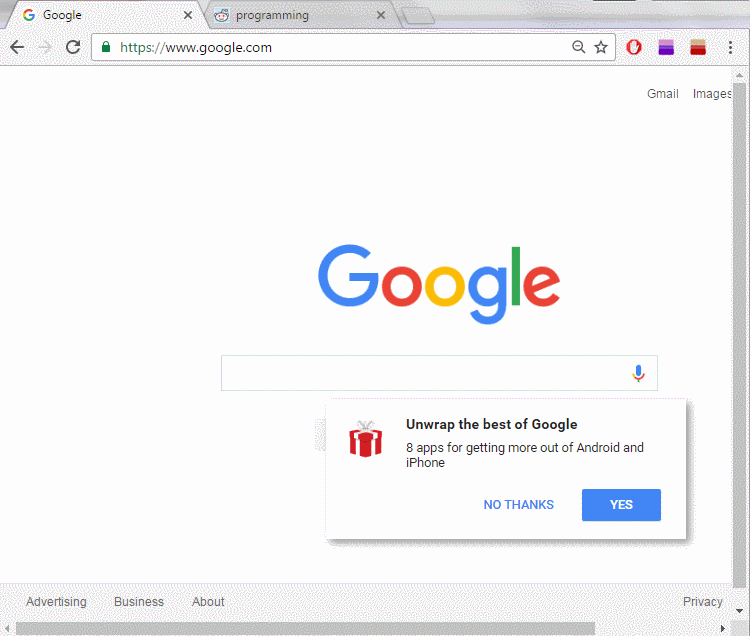 Google
programming
https://www.google.com
Gmail Images
Google
Unwrap the best of Google
8 apps for getting more out of Android and
iPhone
NO THANKS YES
Advertising Business About Privacy